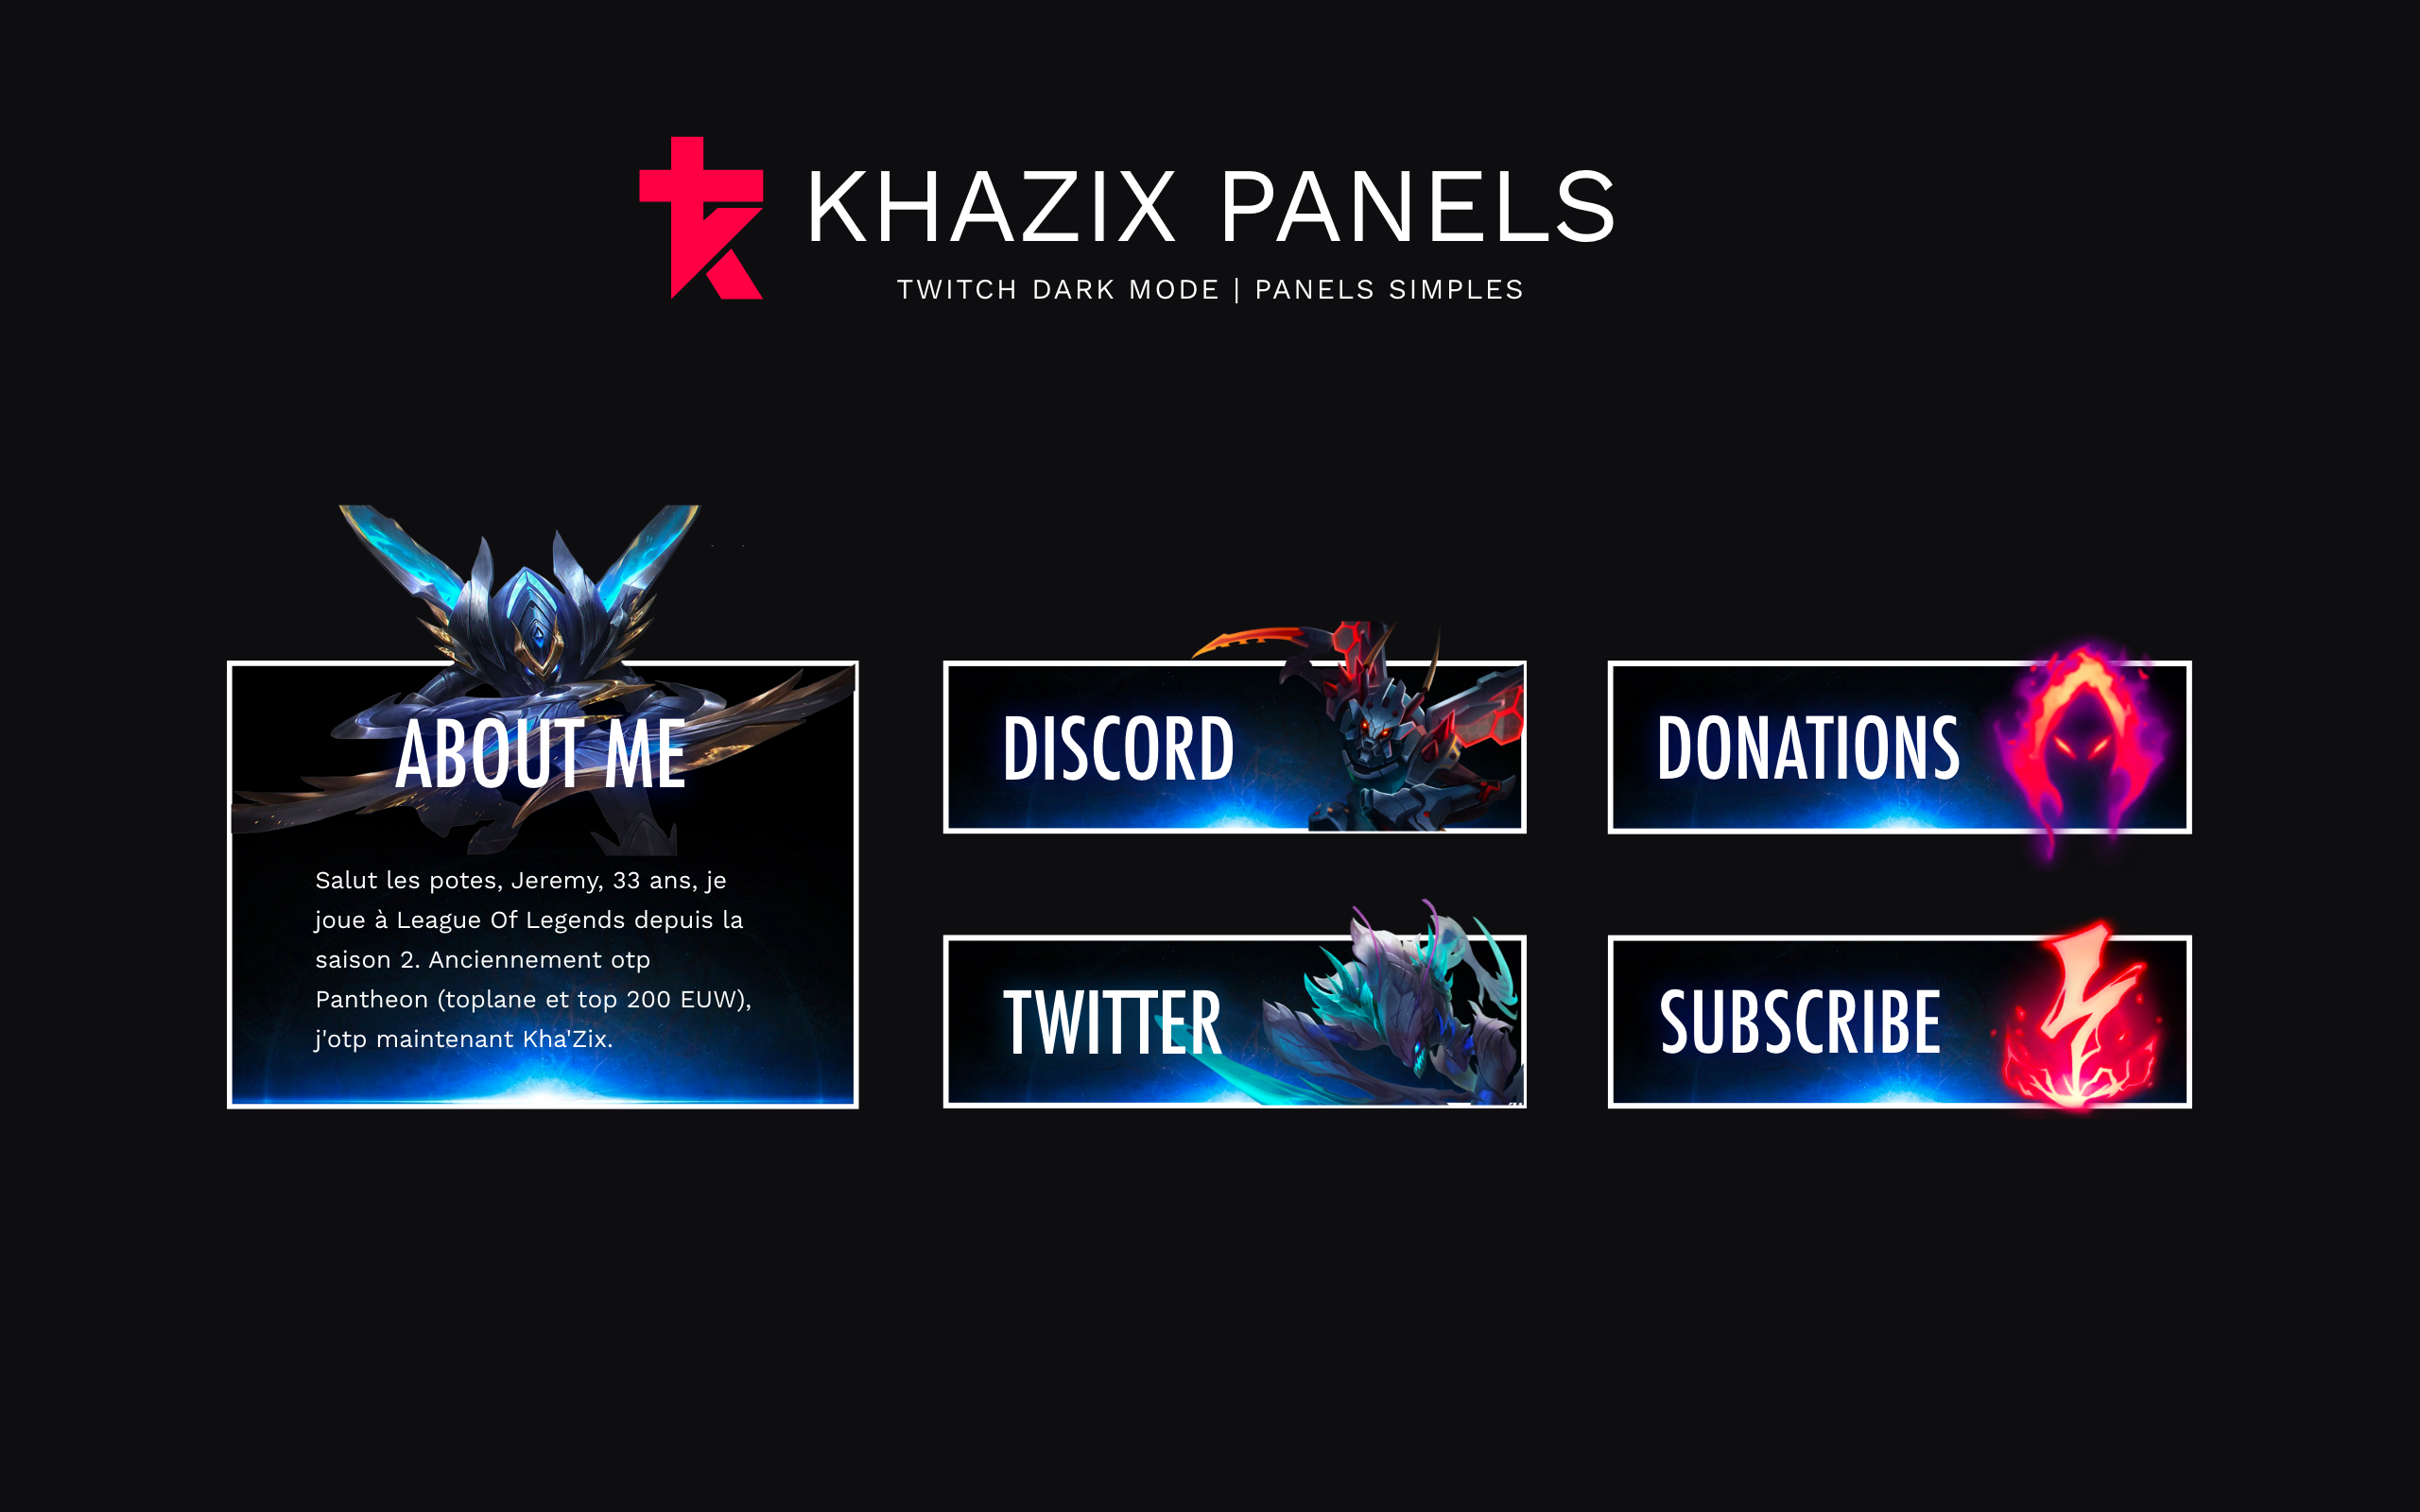 KHAZIX PANELS
TWITCH DARK MODE | PANELS SIMPLES
ABOUT ME
Salut les potes, Jeremy, 33 ans, je
joue à League Of Legends depuis la
saison 2. Anciennement otp
Pantheon (toplane et top 200 EUW),
j'otp maintenant Kha'Zix.
DISCORD
TWITTER
DONATIONS
SUBSCRIBE